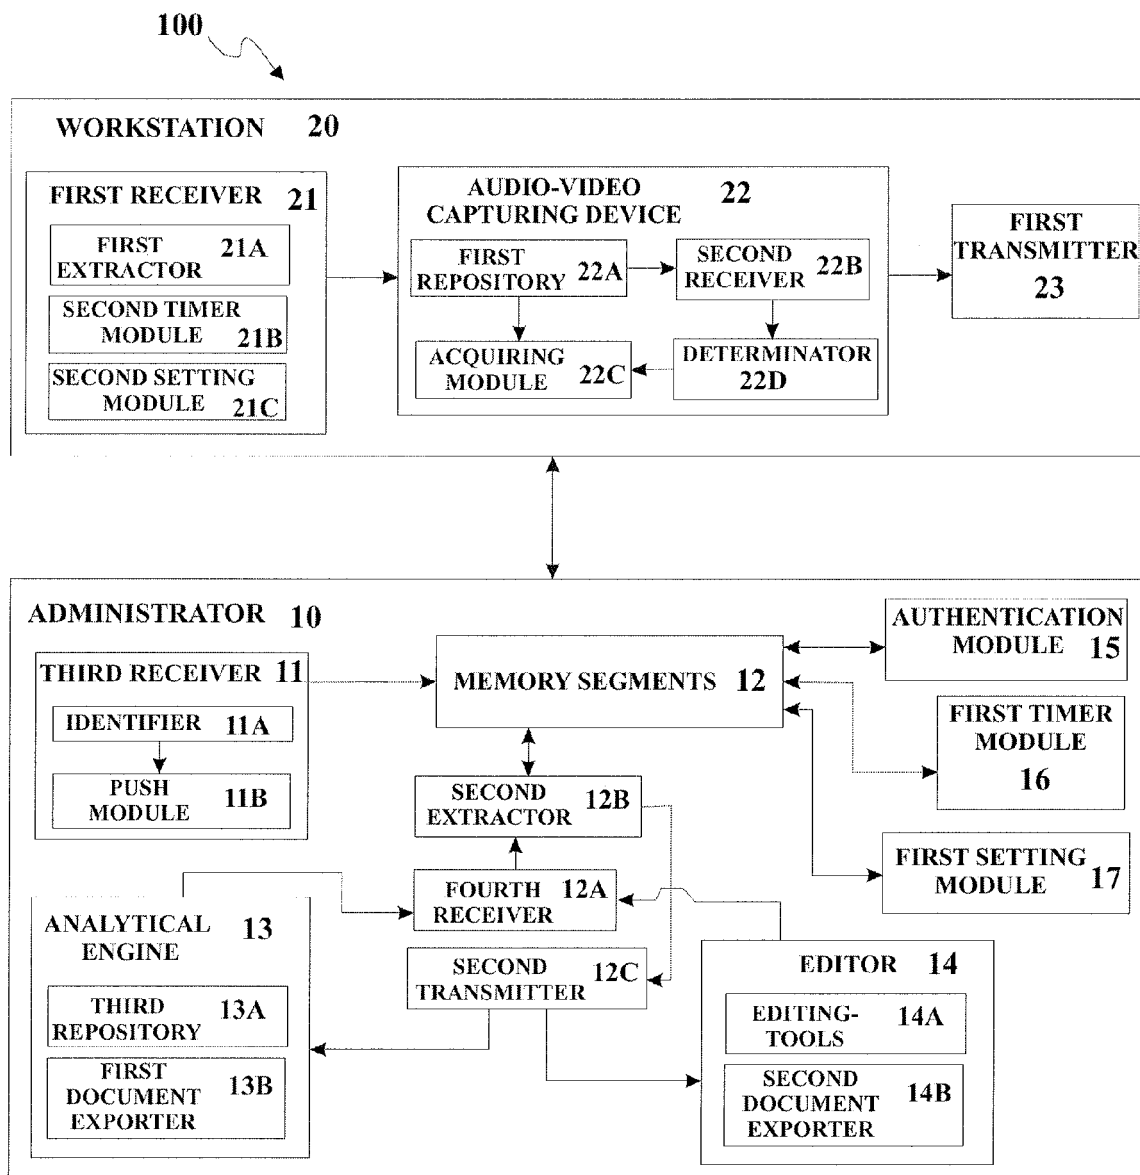 100
WORKSTATION 20
FIRST RECEIVER 21
FIRST
EXTRACTOR 21A
SECOND TIMER
MODULE 21B
SECOND SETTING
MODULE 21C
AUDIO-VIDEO
CAPTURING DEVICE 22
FIRST
REPOSITORY 22A
SECOND
RECEIVER 22B
ACQUIRING
MODULE 22C
DETERMINATOR
22D
FIRST
TRANSMITTER
23
ADMINISTRATOR 10
THIRD RECEIVER 11
IDENTIFIER 11A
PUSH
MODULE 11B
MEMORY SEGMENTS 12
AUTHENTICATION
MODULE 15
FIRST TIMER
MODULE
16
FIRST SETTING
MODULE 17
SECOND
EXTRACTOR 12B
FOURTH
RECEIVER 12A
SECOND
TRANSMITTER 12C
ANALYTICAL
ENGINE 13
THIRD
REPOSITORY 13A
FIRST
DOCUMENT
EXPORTER 13B
EDITOR 14
EDITING-
TOOLS 14A
SECOND
DOCUMENT
EXPORTER 14B